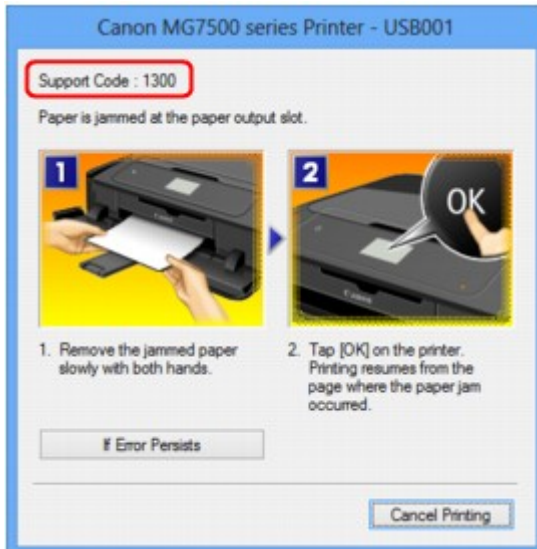 Canon MG7500 series Printer - USB001
Support Code : 1300
Paper is jammed at the paper output slot.
1
2
OK
Canon
Canon
1. Remove the jammed paper
slowly with both hands.
2. Tap [OK] on the printer.
Printing resumes from the
page where the paper jam
occurred.
If Error Persists
Cancel Printing